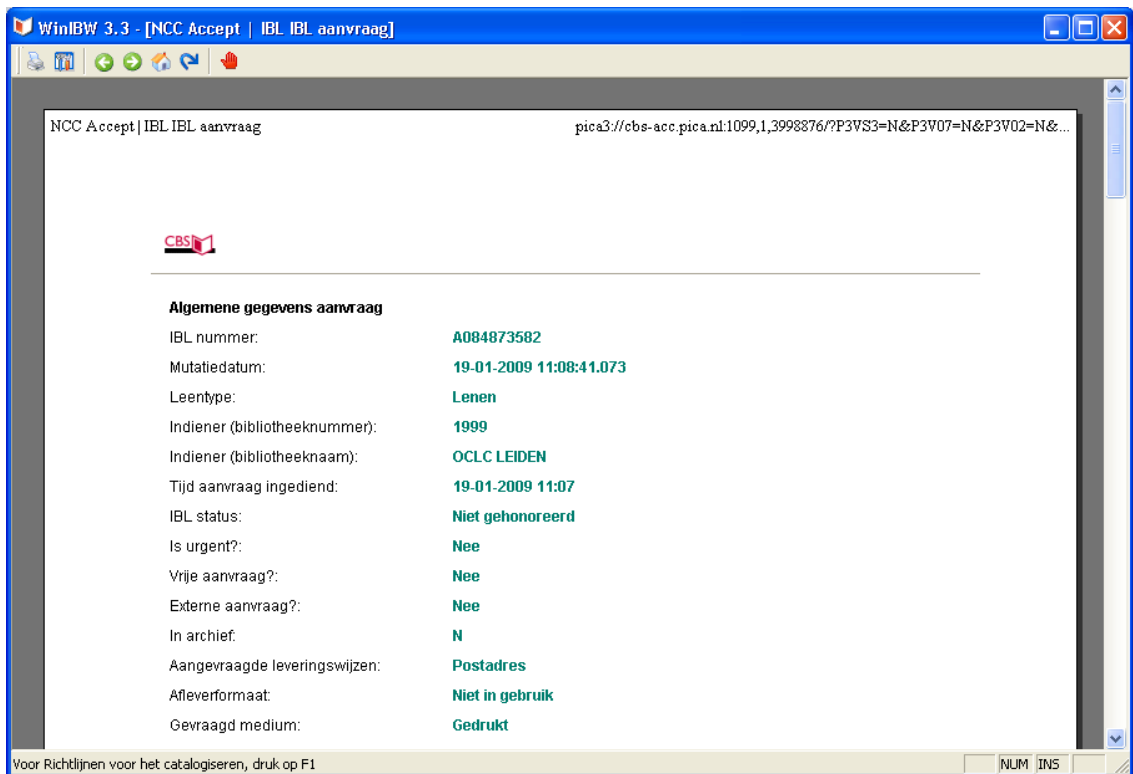 WinIBW 3.3 - [NCC Accept | IBL IBL aanvraag]
NCC Accept | IBL IBL aanvraag pica3://cbs-acc.pica.nl:1099,1,3998876/?P3VS3=N&P3V07=N&P3V02=N&...
CBS
Algemene gegevens aanvraag
IBL nummer: A084873582
Mutatiedatum: 19-01-2009 11:08:41.073
Leentype: Lenen
Indiener (bibliotheeknummer): 1999
Indiener (bibliotheeknaam): OCLC LEIDEN
Tijd aanvraag ingediend: 19-01-2009 11:07
IBL status: Niet gehonoreerd
Is urgent?: Nee
Vrije aanvraag?: Nee
Externe aanvraag?: Nee
In archief: N
Aangevraagde leveringswijzen: Postadres
Afleverformaat: Niet in gebruik
Gevraagd medium: Gedrukt
Voor Richtlijnen voor het catalogiseren, druk op F1 NUM INS